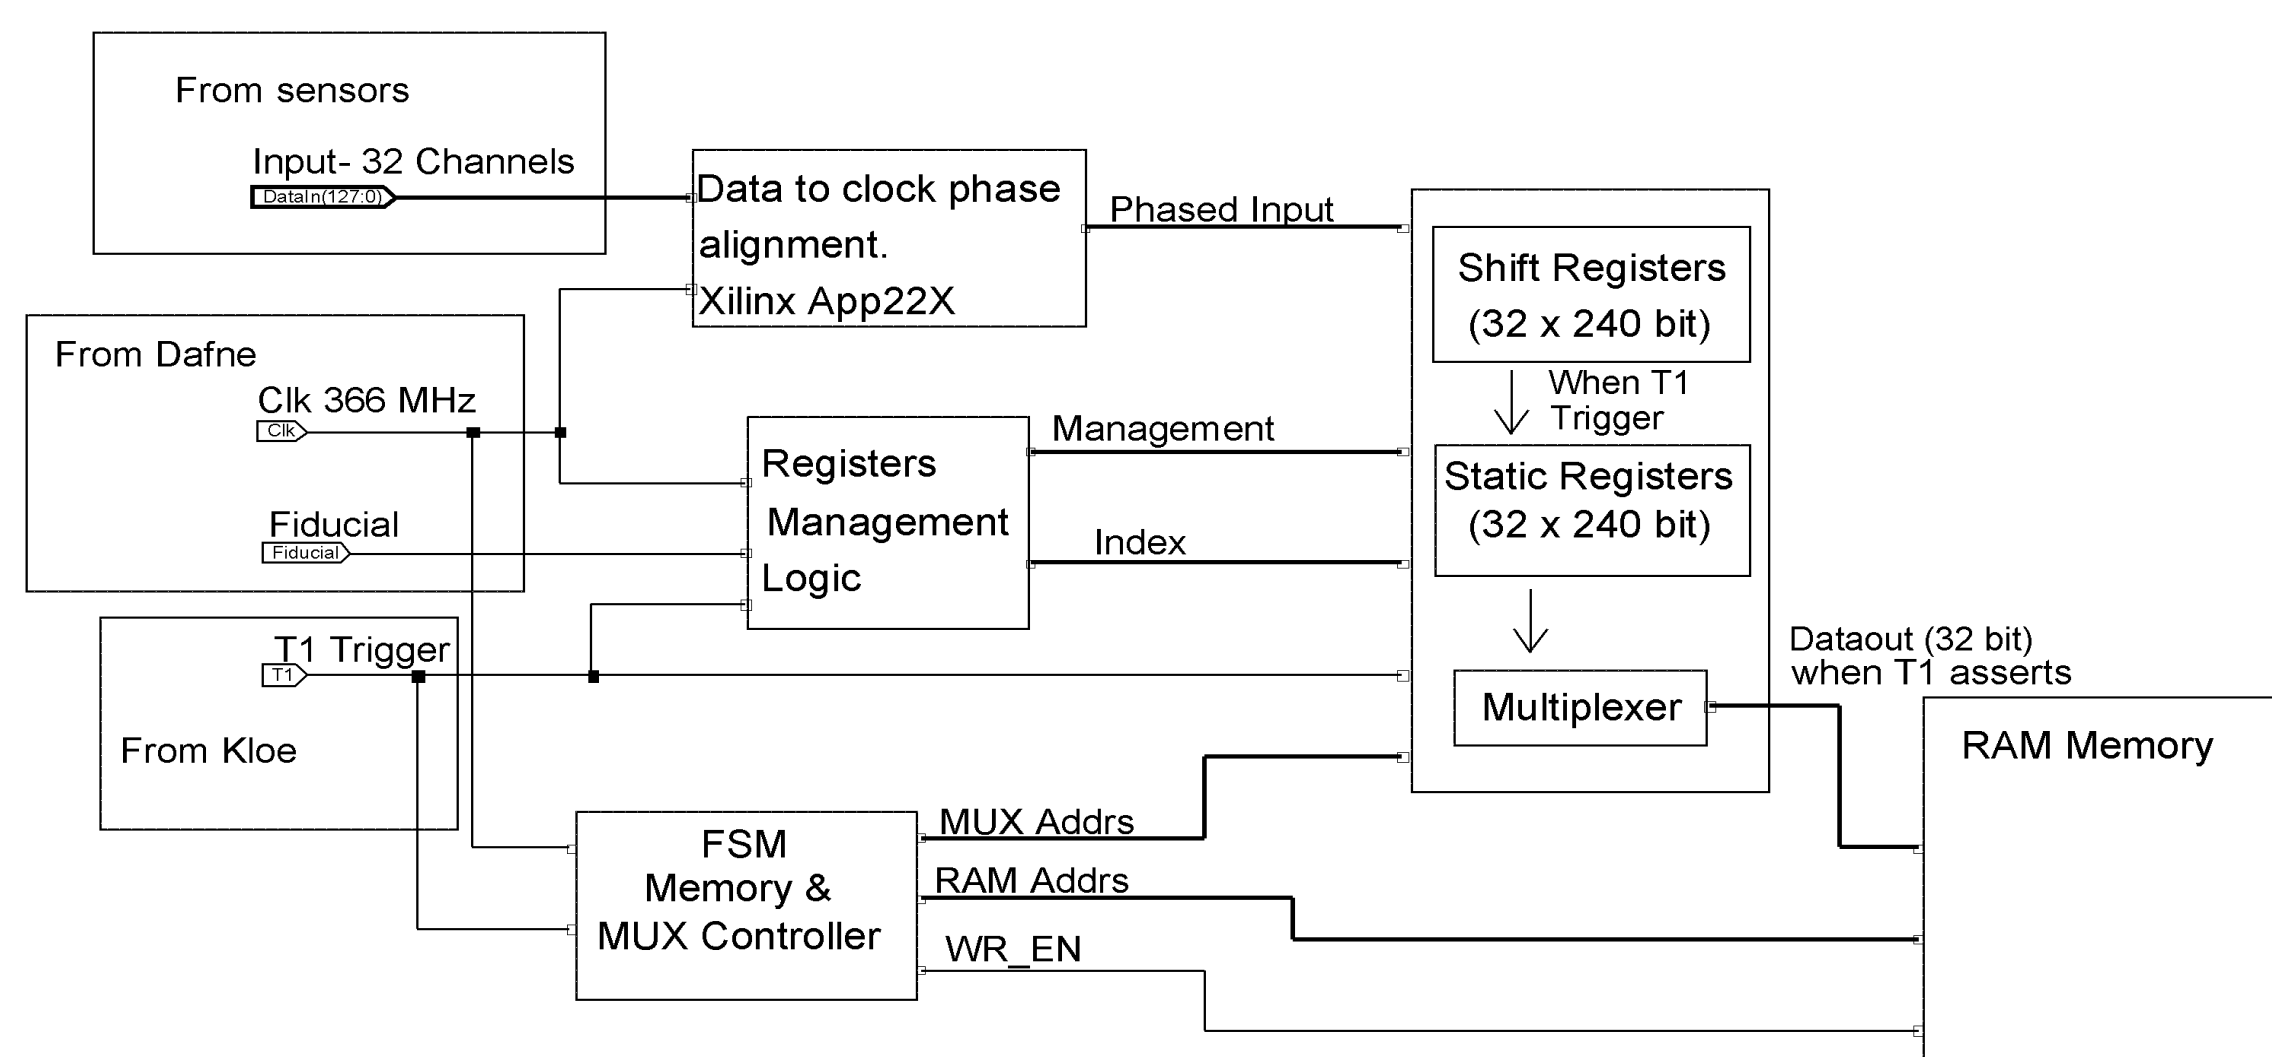 From sensors
Input- 32 Channels
DataIn(127:0)
Data to clock phase
alignment.
Xilinx App22X
Phased Input
Shift Registers
(32 x 240 bit)
When T1
Trigger
Static Registers
(32 x 240 bit)
Multiplexer
From Dafne
Clk 366 MHz
Clk
Fiducial
Fiducial
Registers
Management
Logic
Management
Index
T1 Trigger
T1
From Kloe
Dataout (32 bit)
when T1 asserts
RAM Memory
FSM
Memory &
MUX Controller
MUX Addrs
RAM Addrs
WR_EN